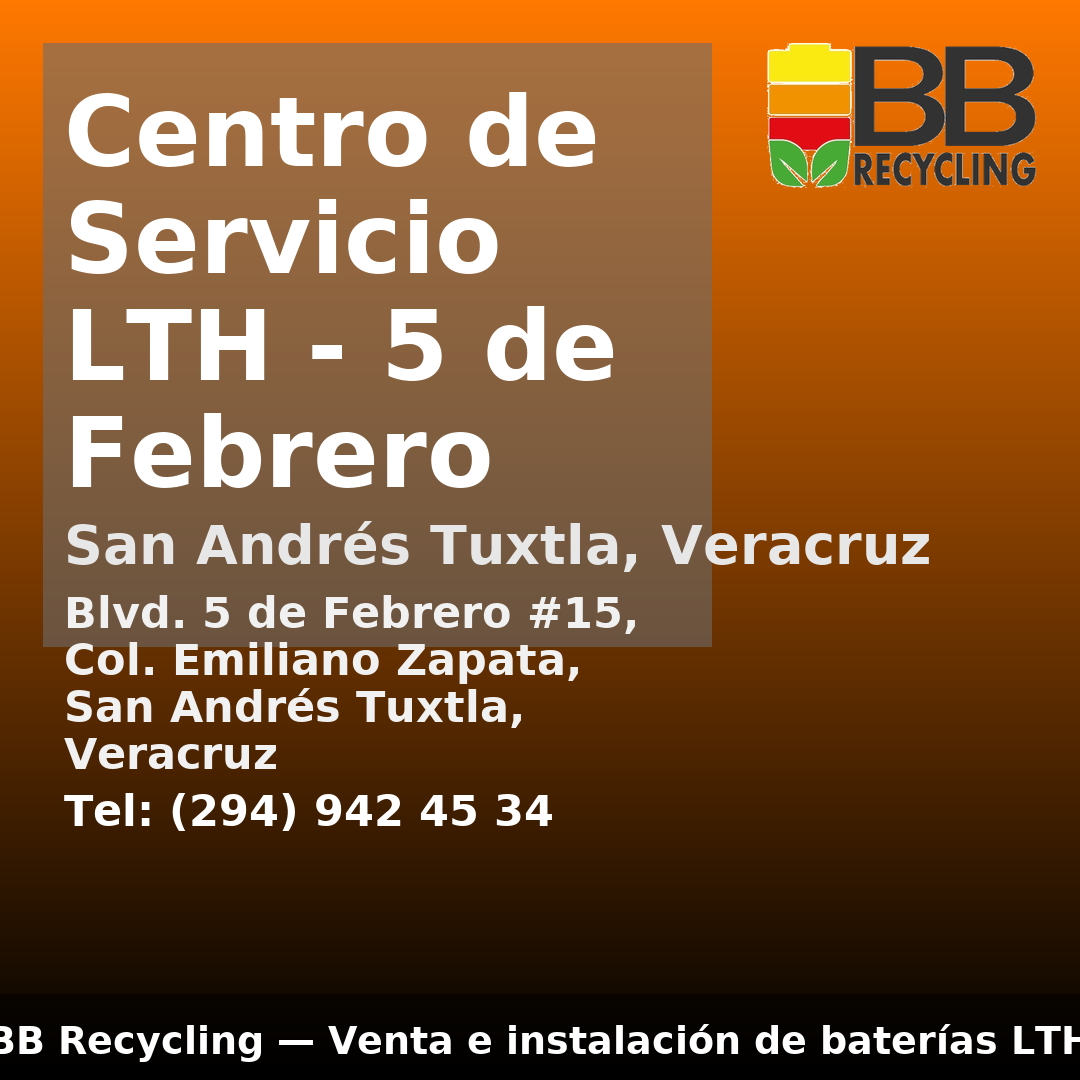 Centro de
Servicio
LTH - 5 de
Febrero
San Andrés Tuxtla, Veracruz
Blvd. 5 de Febrero #15,
Col. Emiliano Zapata,
San Andrés Tuxtla,
Veracruz
Tel: (294) 942 45 34
BB
RECYCLING
BB Recycling — Venta e instalación de baterías LTH